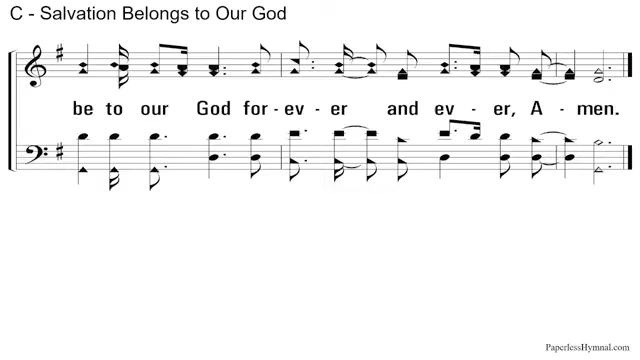 C - Salvation Belongs to Our God
be to our God for - ev - er and ev - er, A - men.
PaperlessHymnal.com